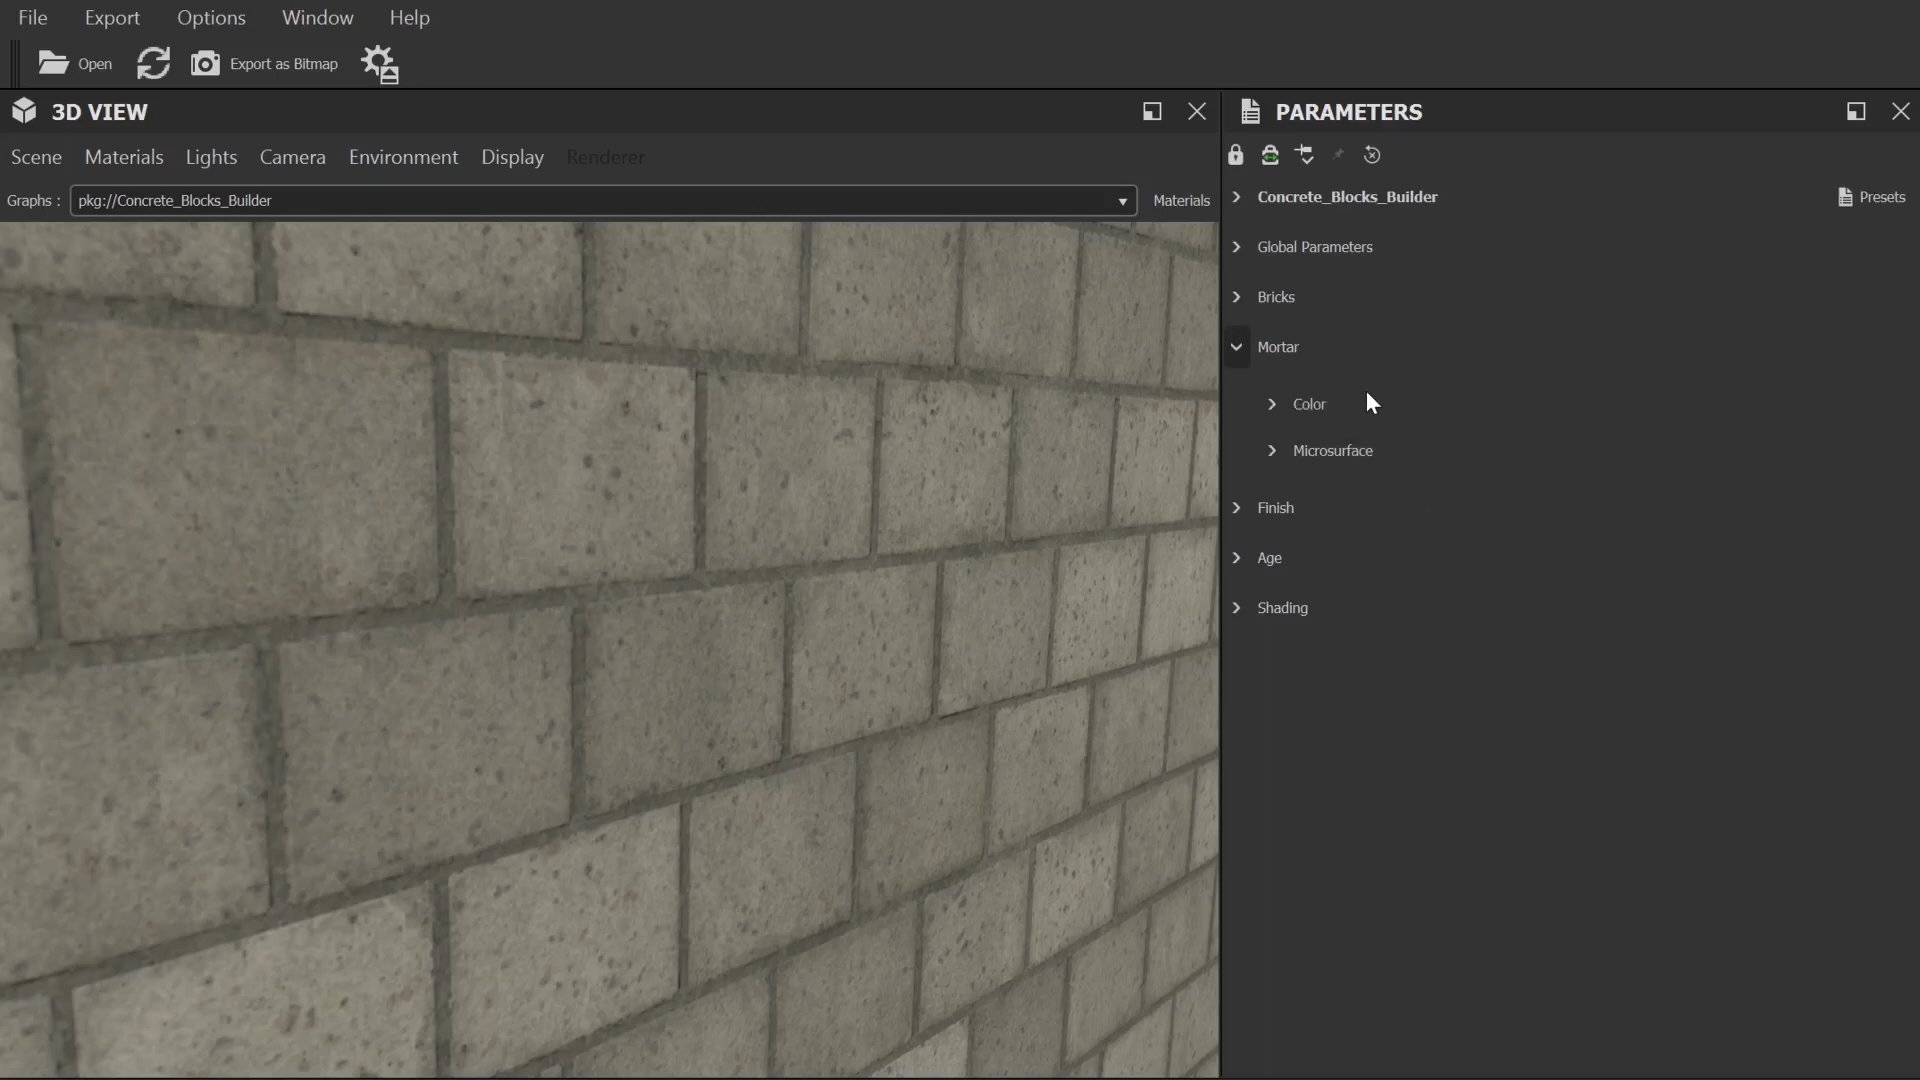 File Export Options Window Help
Open Export as Bitmap
3D VIEW
Scene Materials Lights Camera Environment Display Renderer
Graphs : pkg://Concrete_Blocks_Builder Materials
PARAMETERS
Concrete_Blocks_Builder Presets
Global Parameters
Bricks
Mortar
Color
Microsurface
Finish
Age
Shading